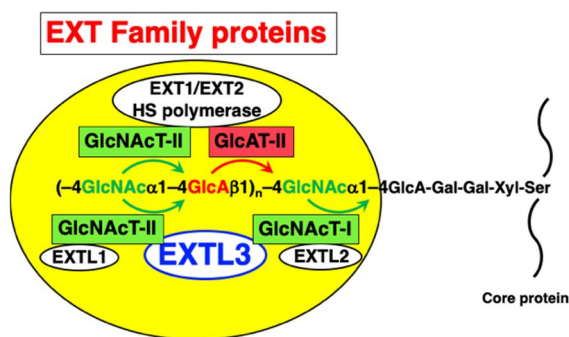 EXT Family proteins
EXT1/EXT2
HS polymerase
GlcNAcT-II GlcAT-II
(–4GlcNAcα1–4GlcAβ1)n–4GlcNAcα1–4GlcA-Gal-Gal-Xyl-Ser
GlcNAcT-II GlcNAcT-I
EXTL1 EXTL3 EXTL2
Core protein